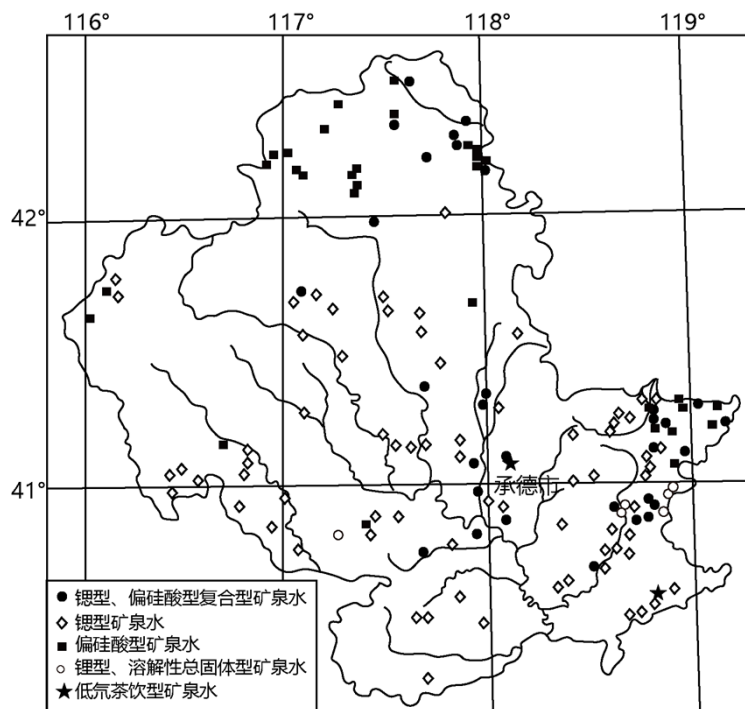 116° 117° 118° 119°
42°
41°
承德市
锶型、偏硅酸型复合型矿泉水
锶型矿泉水
偏硅酸型矿泉水
锂型、溶解性总固体型矿泉水
低氘茶饮型矿泉水